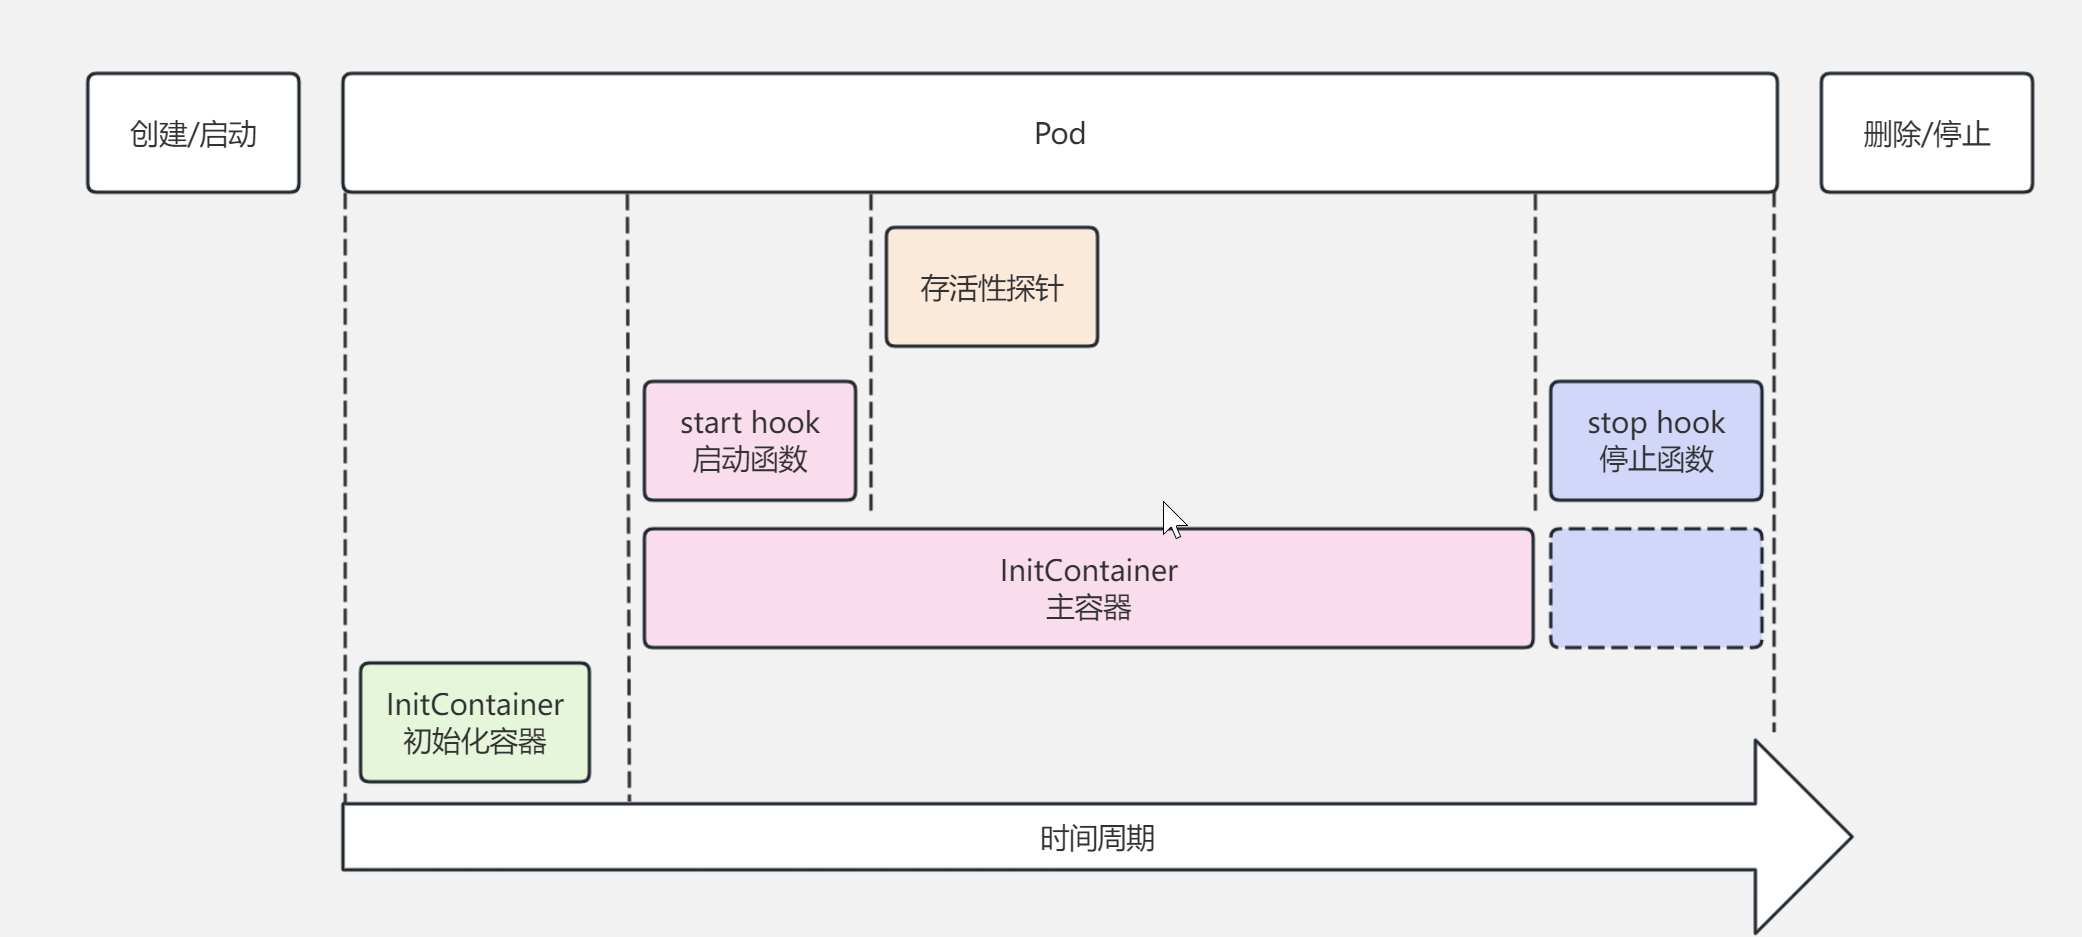 创建/启动
Pod
删除/停止
存活性探针
start hook
启动函数
stop hook
停止函数
InitContainer
主容器
InitContainer
初始化容器
时间周期